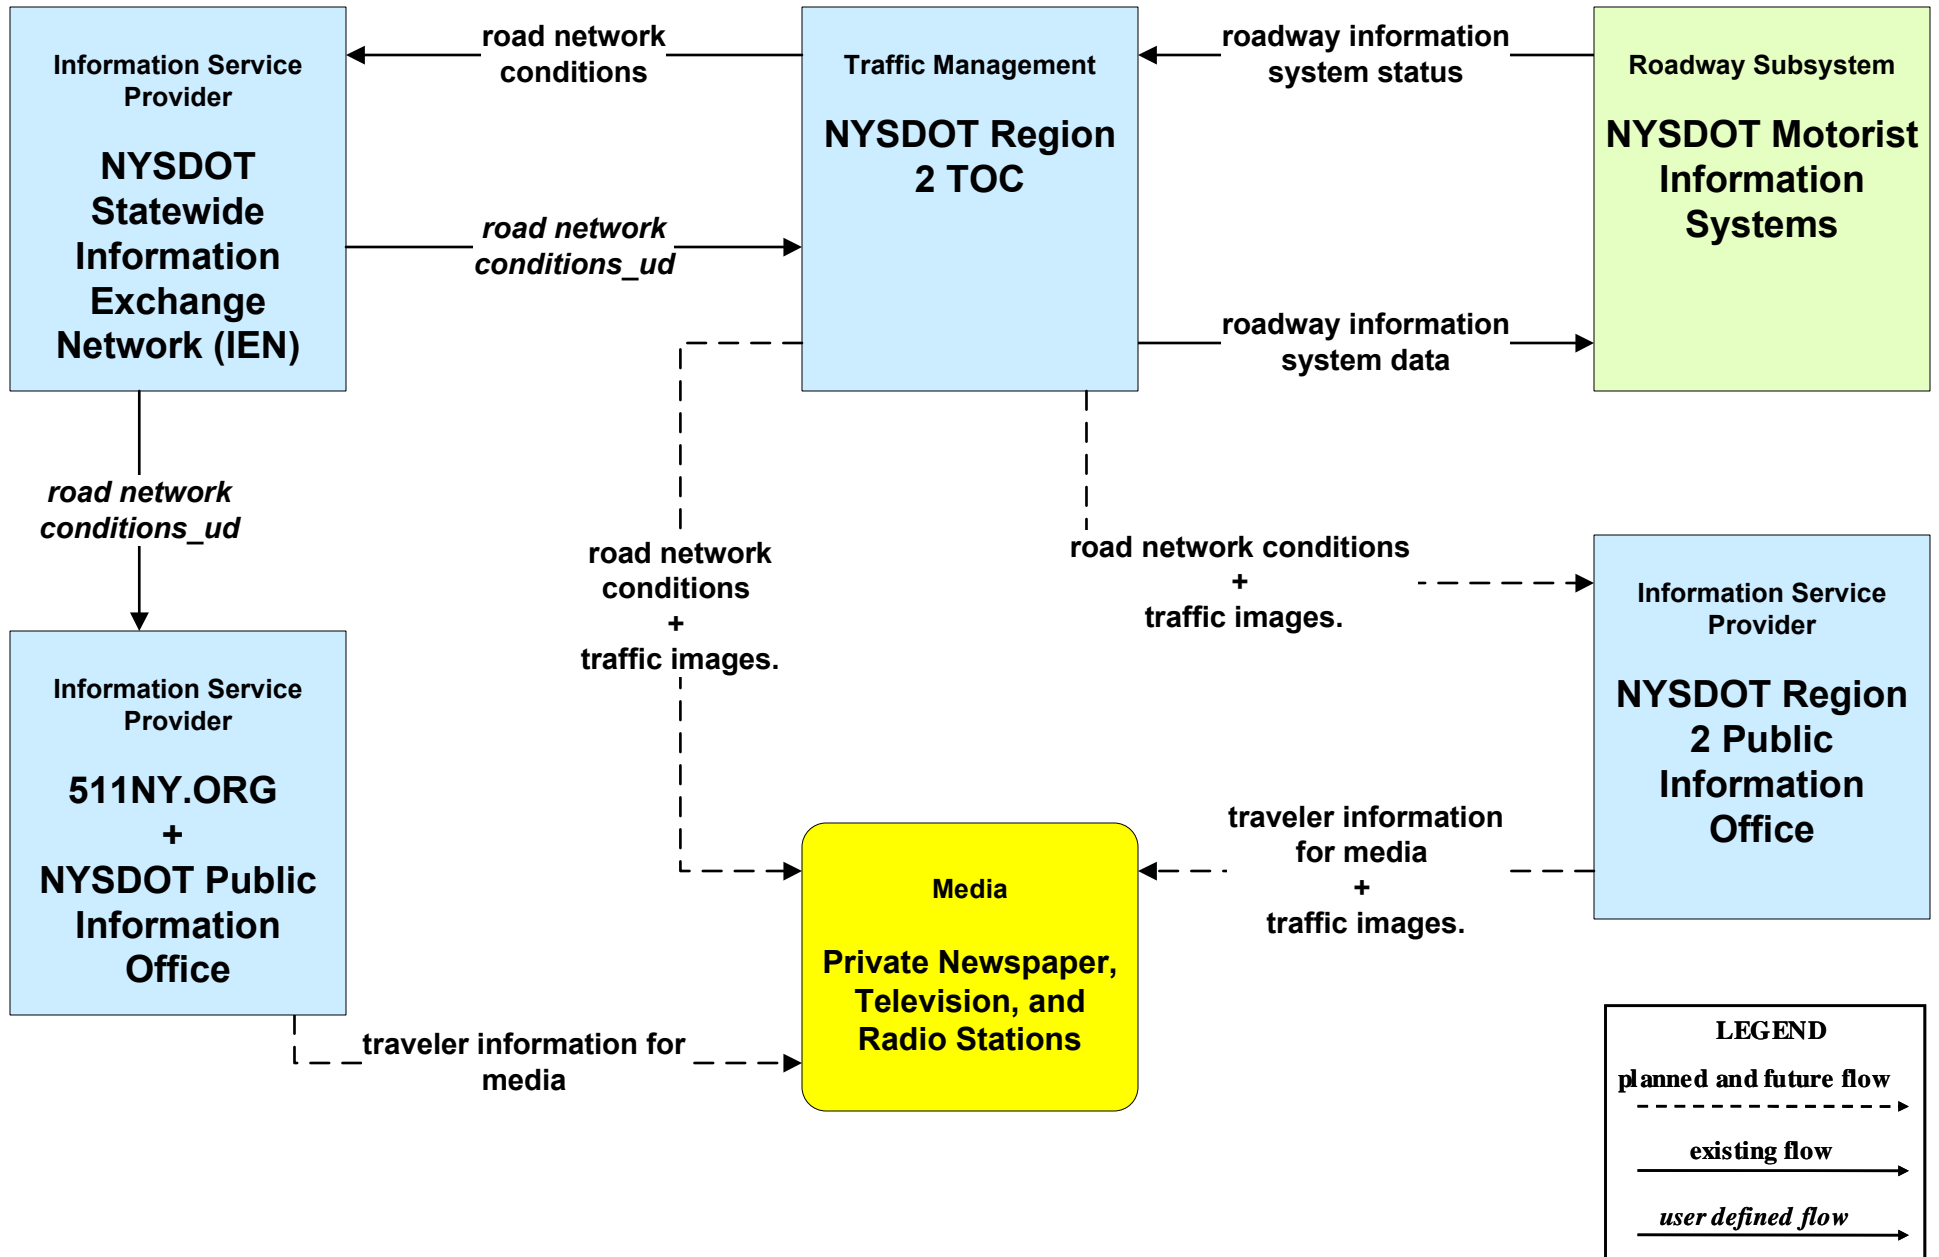 Information Service
Provider
NYSDOT
Statewide
Information
Exchange
Network (IEN)
road network
conditions
Traffic Management
NYSDOT Region
2 TOC
roadway information
system status
Roadway Subsystem
NYSDOT Motorist
Information
Systems
road network
conditions_ud
roadway information
system data
road network
conditions_ud
road network
conditions
+
traffic images.
road network conditions
+
traffic images.
Information Service
Provider
NYSDOT Region
2 Public
Information
Office
Information Service
Provider
511NY.ORG
+
NYSDOT Public
Information
Office
traveler information
for media
+
traffic images.
Media
Private Newspaper,
Television, and
Radio Stations
traveler information for
media
LEGEND
planned and future flow
existing flow
user defined flow